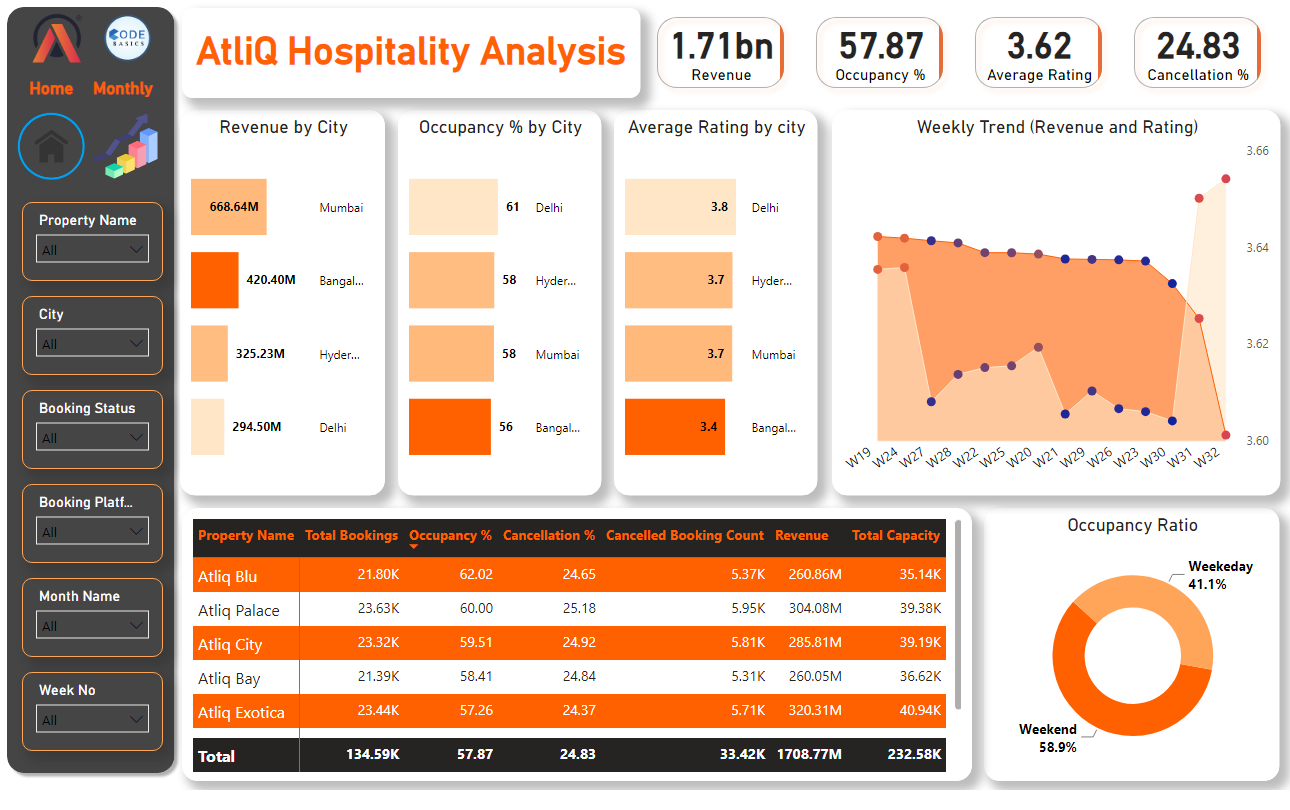 CODE
BASICS
Home Monthly
Property Name
All
City
All
Booking Status
All
Booking Platf...
All
Month Name
All
Week No
All
AtliQ Hospitality Analysis
1.71bn
Revenue
57.87
Occupancy %
3.62
Average Rating
24.83
Cancellation %
Revenue by City
668.64M Mumbai
420.40M Bangal...
325.23M Hyder...
294.50M Delhi
Occupancy % by City
61 Delhi
58 Hyder...
58 Mumbai
56 Bangal...
Average Rating by city
3.8 Delhi
3.7 Hyder...
3.7 Mumbai
3.4 Bangal...
Weekly Trend (Revenue and Rating)
3.66
3.64
3.62
3.60
W19 W24 W27 W28 W22 W25 W20 W21 W29 W26 W23 W30 W31 W32
Property Name Total Bookings Occupancy % Cancellation % Cancelled Booking Count Revenue Total Capacity
Atliq Blu 21.80K 62.02 24.65 5.37K 260.86M 35.14K
Atliq Palace 23.63K 60.00 25.18 5.95K 304.08M 39.38K
Atliq City 23.32K 59.51 24.92 5.81K 285.81M 39.19K
Atliq Bay 21.39K 58.41 24.84 5.31K 260.05M 36.62K
Atliq Exotica 23.44K 57.26 24.37 5.71K 320.31M 40.94K
Total 134.59K 57.87 24.83 33.42K 1708.77M 232.58K
Occupancy Ratio
Weekeday
41.1%
Weekend
58.9%